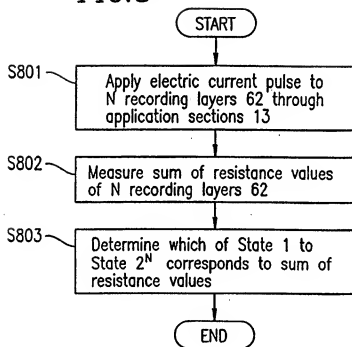 START
S801
Apply electric current pulse to
N recording layers 62 through
application sections 13
S802
Measure sum of resistance values
of N recording layers 62
S803
Determine which of State 1 to
State 2ᴺ corresponds to sum of
resistance values
END